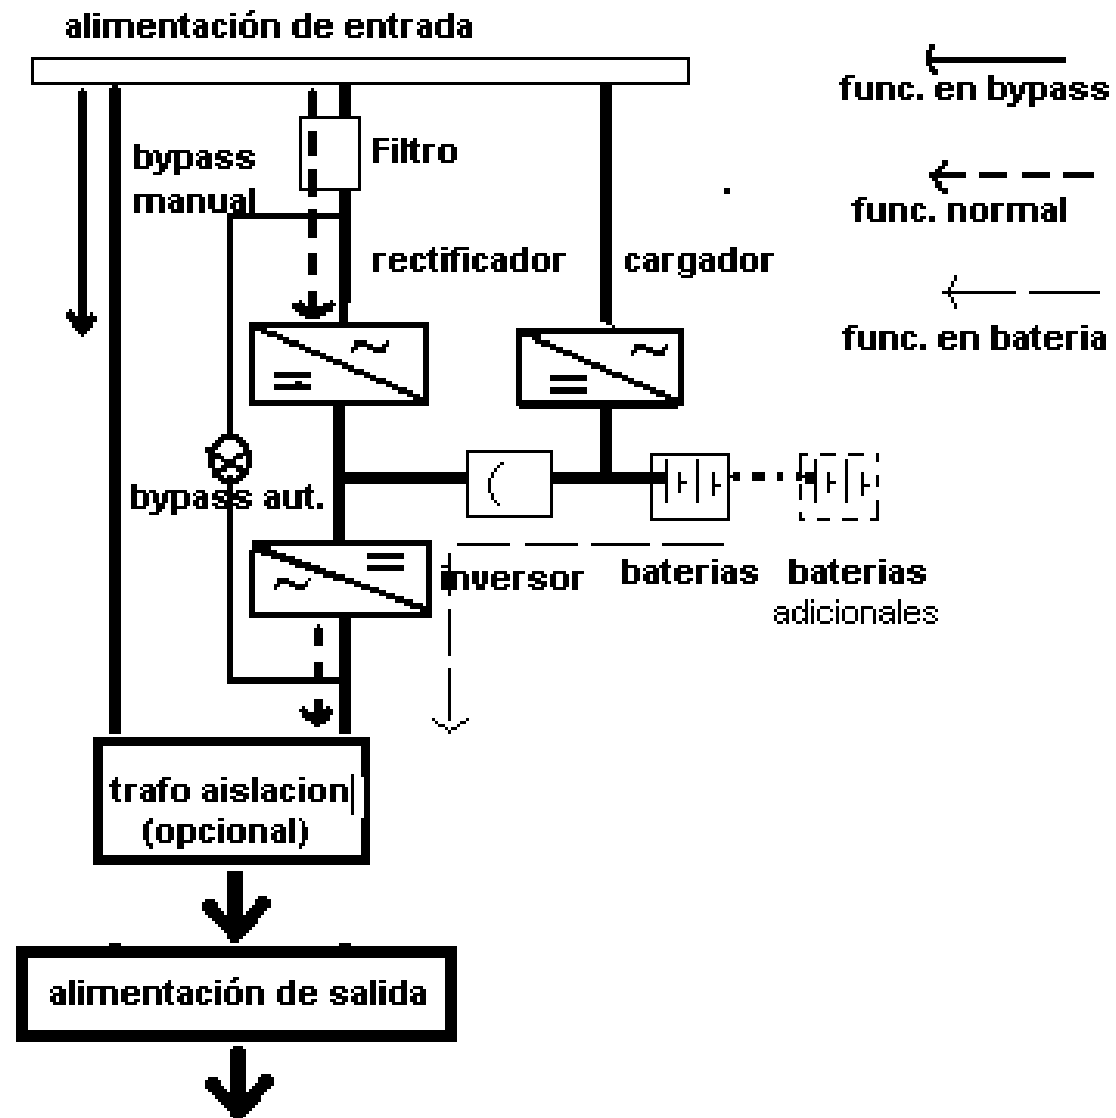 alimentación de entrada
func. en bypass
bypass
manual
Filtro
func. normal
rectificador
cargador
func. en bateria
bypass aut.
inversor
baterias
baterias
adicionales
trafo aislacion
(opcional)
alimentación de salida